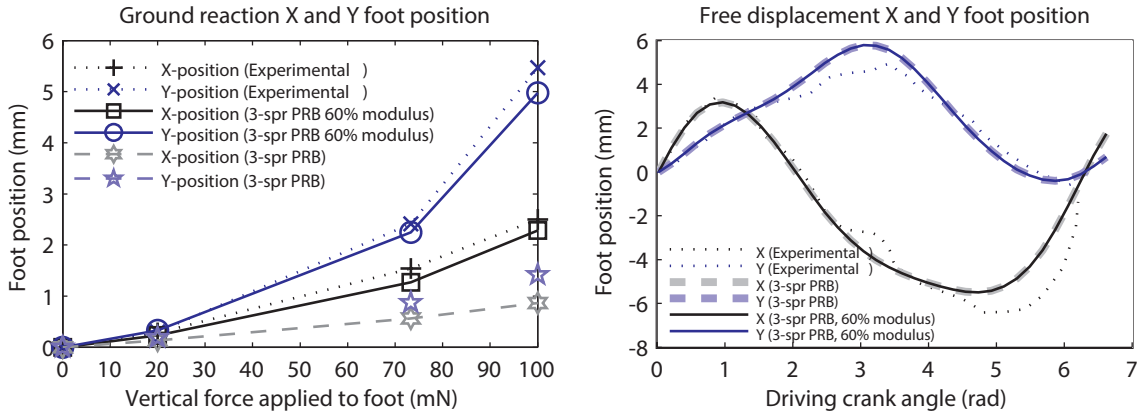 Ground reaction X and Y foot position
6
5
4
3
2
1
0
Foot position (mm)
X-position (Experimental )
Y-position (Experimental )
X-position (3-spr PRB 60% modulus)
Y-position (3-spr PRB 60% modulus)
X-position (3-spr PRB)
Y-position (3-spr PRB)
0 10 20 30 40 50 60 70 80 90 100
Vertical force applied to foot (mN)
Free displacement X and Y foot position
6
4
2
0
-2
-4
-6
-8
Foot position (mm)
X (Experimental )
Y (Experimental )
X (3-spr PRB)
Y (3-spr PRB)
X (3-spr PRB, 60% modulus)
Y (3-spr PRB, 60% modulus)
0 1 2 3 4 5 6 7
Driving crank angle (rad)